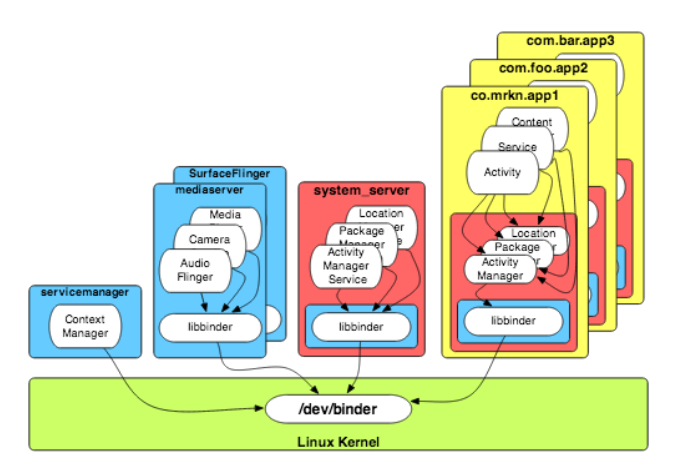 com.bar.app3
com.foo.app2
co.mrkn.app1
Content
Service
Activity
Location
Package
Activity
Manager
libbinder
SurfaceFlinger
mediaserver
Media
Camera
Audio
Flinger
libbinder
system_server
Location
Package
Manager
Activity
Manager
Service
libbinder
servicemanager
Context
Manager
/dev/binder
Linux Kernel